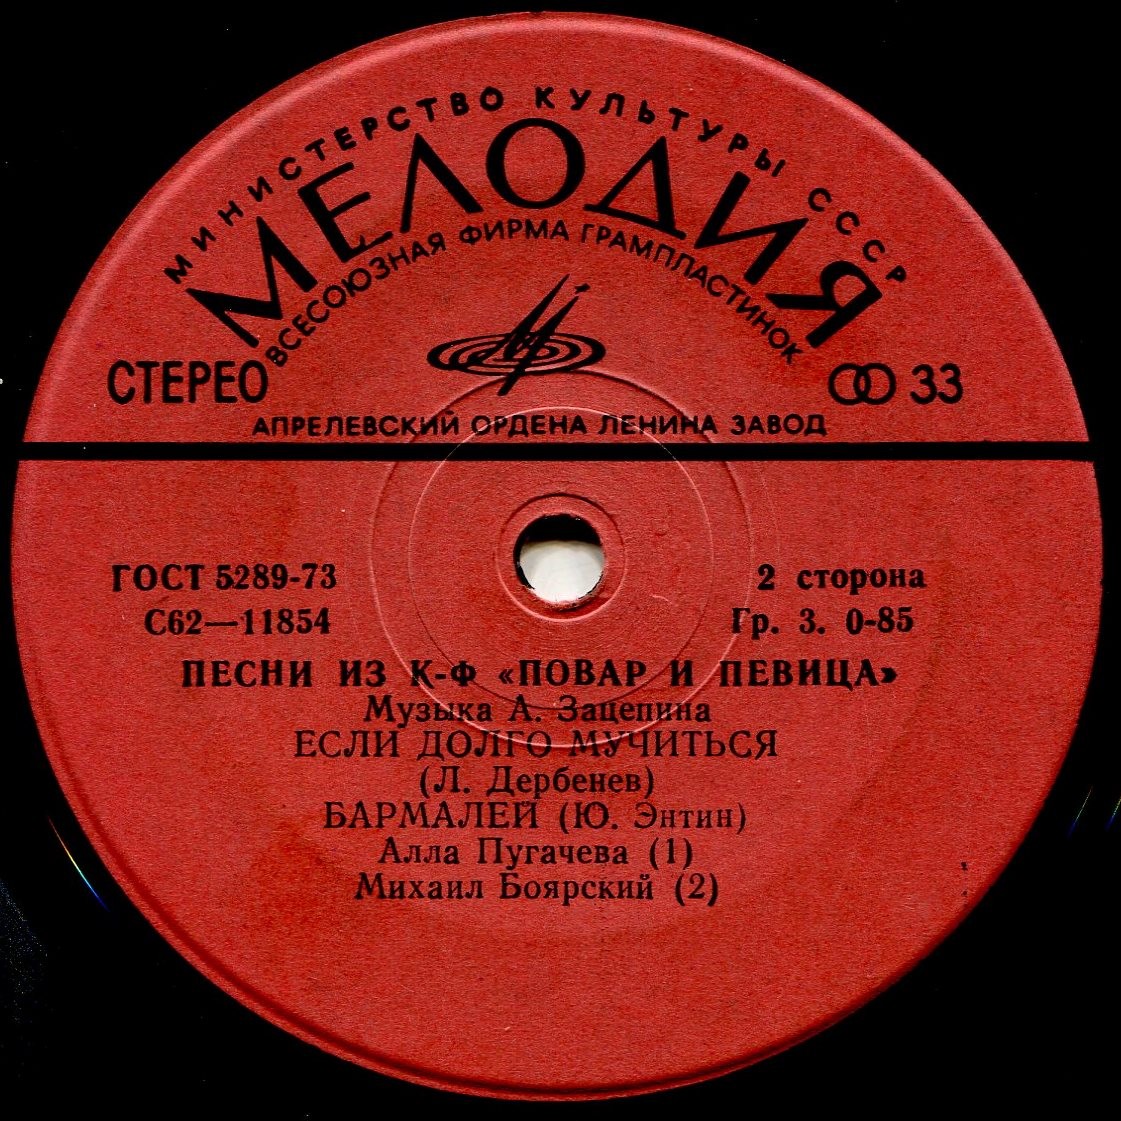 МИНИСТЕРСТВО КУЛЬТУРЫ СССР
МЕЛОДИЯ
ВСЕСОЮЗНАЯ ФИРМА ГРАМПЛАСТИНОК
СТЕРЕО 33
АПРЕЛЕВСКИЙ ОРДЕНА ЛЕНИНА ЗАВОД
ГОСТ 5289-73 2 сторона
С62—11854 Гр. 3. 0-85
ПЕСНИ ИЗ К-Ф «ПОВАР И ПЕВИЦА»
Музыка А. Зацепина
ЕСЛИ ДОЛГО МУЧИТЬСЯ
(Л. Дербенев)
БАРМАЛЕЙ (Ю. Энтин)
Алла Пугачева (1)
Михаил Боярский (2)